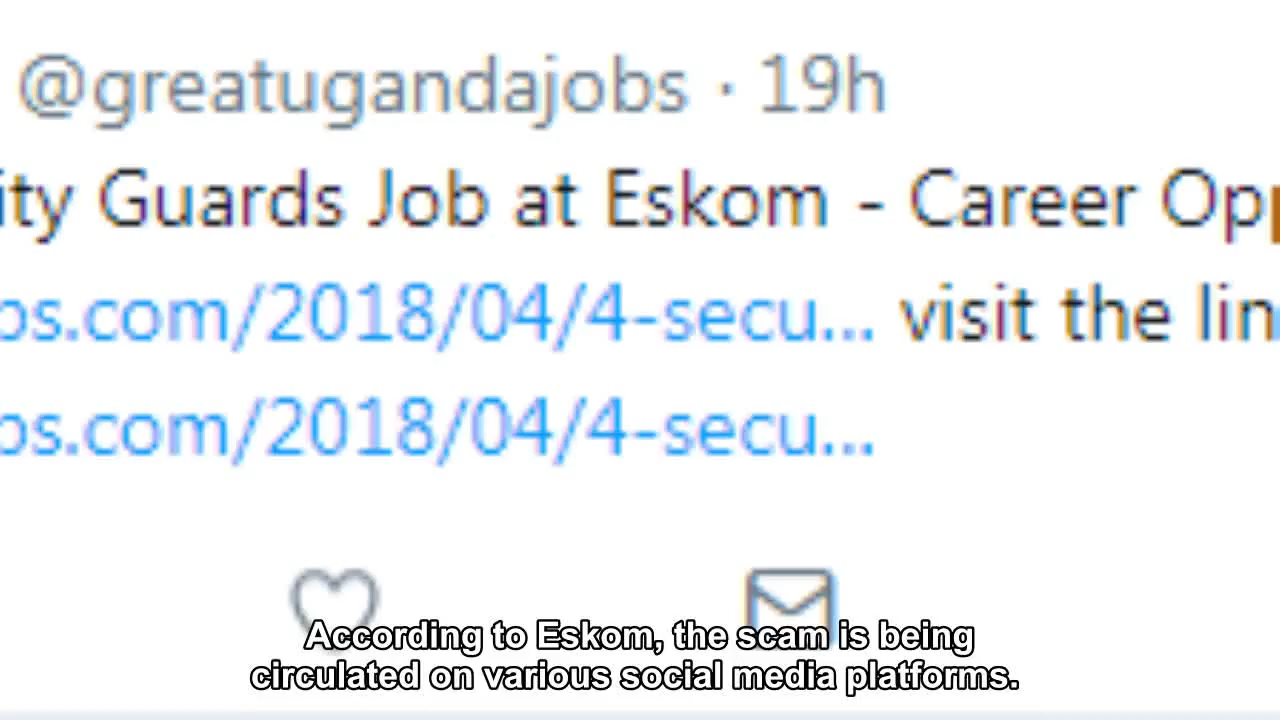 @greatugandajobs · 19h
ity Guards Job at Eskom - Career Opp
os.com/2018/04/4-secu... visit the lin
os.com/2018/04/4-secu...
According to Eskom, the scam is being
circulated on various social media platforms.